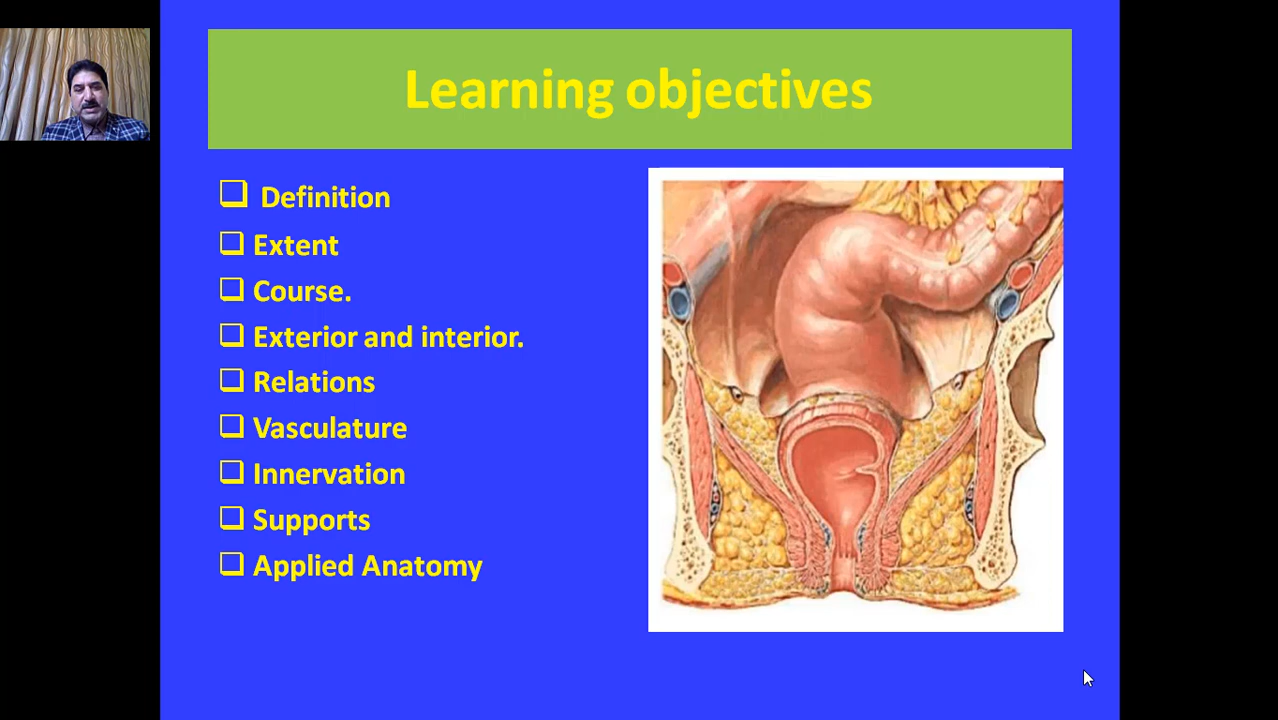 Learning objectives
Definition
Extent
Course.
Exterior and interior.
Relations
Vasculature
Innervation
Supports
Applied Anatomy